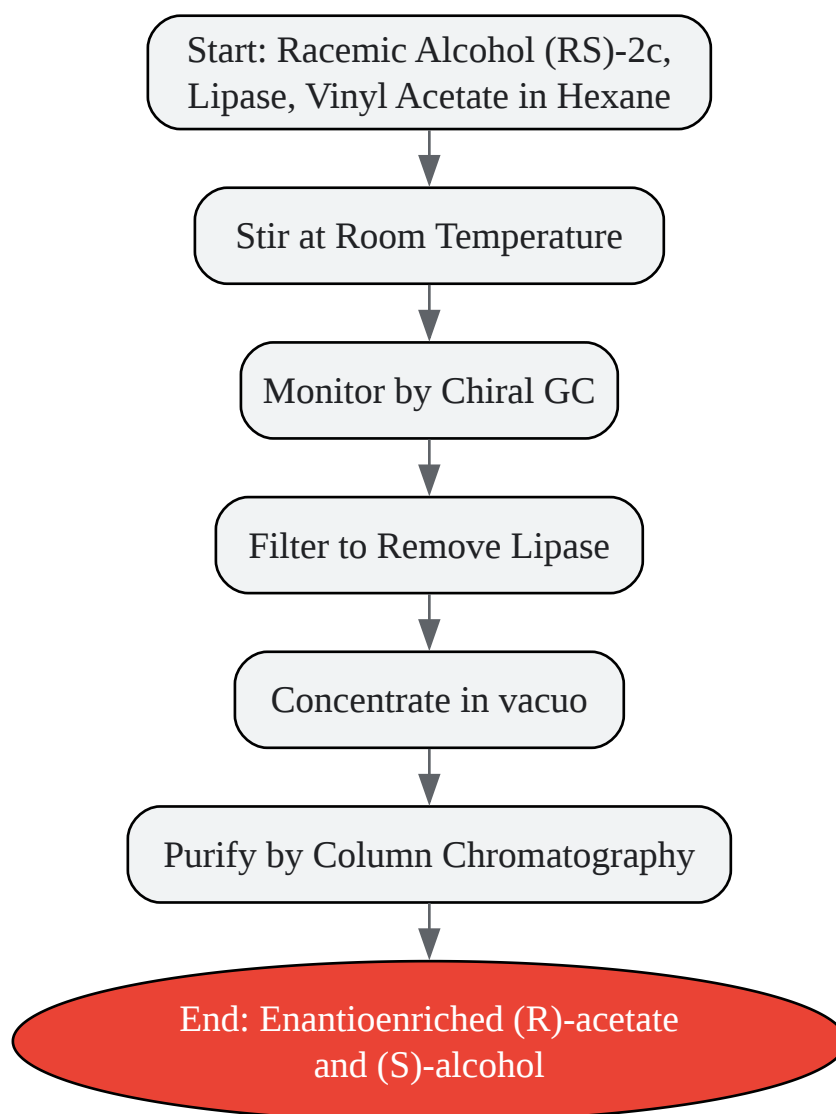 Start: Racemic Alcohol (RS)-2c,
Lipase, Vinyl Acetate in Hexane
Stir at Room Temperature
Monitor by Chiral GC
Filter to Remove Lipase
Concentrate in vacuo
Purify by Column Chromatography
End: Enantioenriched (R)-acetate
and (S)-alcohol